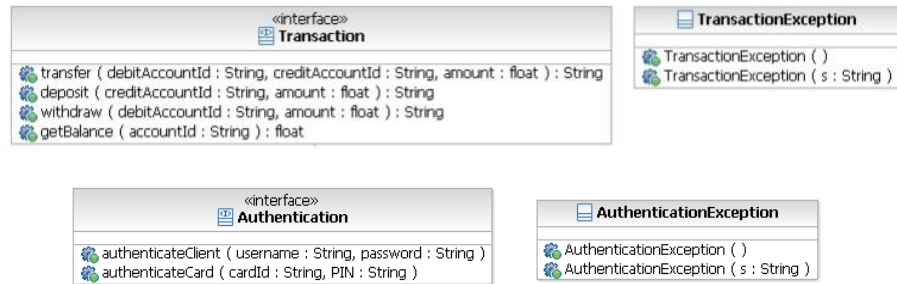 «interface»
Transaction
transfer ( debitAccountId : String, creditAccountId : String, amount : float ) : String
deposit ( creditAccountId : String, amount : float ) : String
withdraw ( debitAccountId : String, amount : float ) : String
getBalance ( accountId : String ) : float
TransactionException
TransactionException ( )
TransactionException ( s : String )
«interface»
Authentication
authenticateClient ( username : String, password : String )
authenticateCard ( cardId : String, PIN : String )
AuthenticationException
AuthenticationException ( )
AuthenticationException ( s : String )